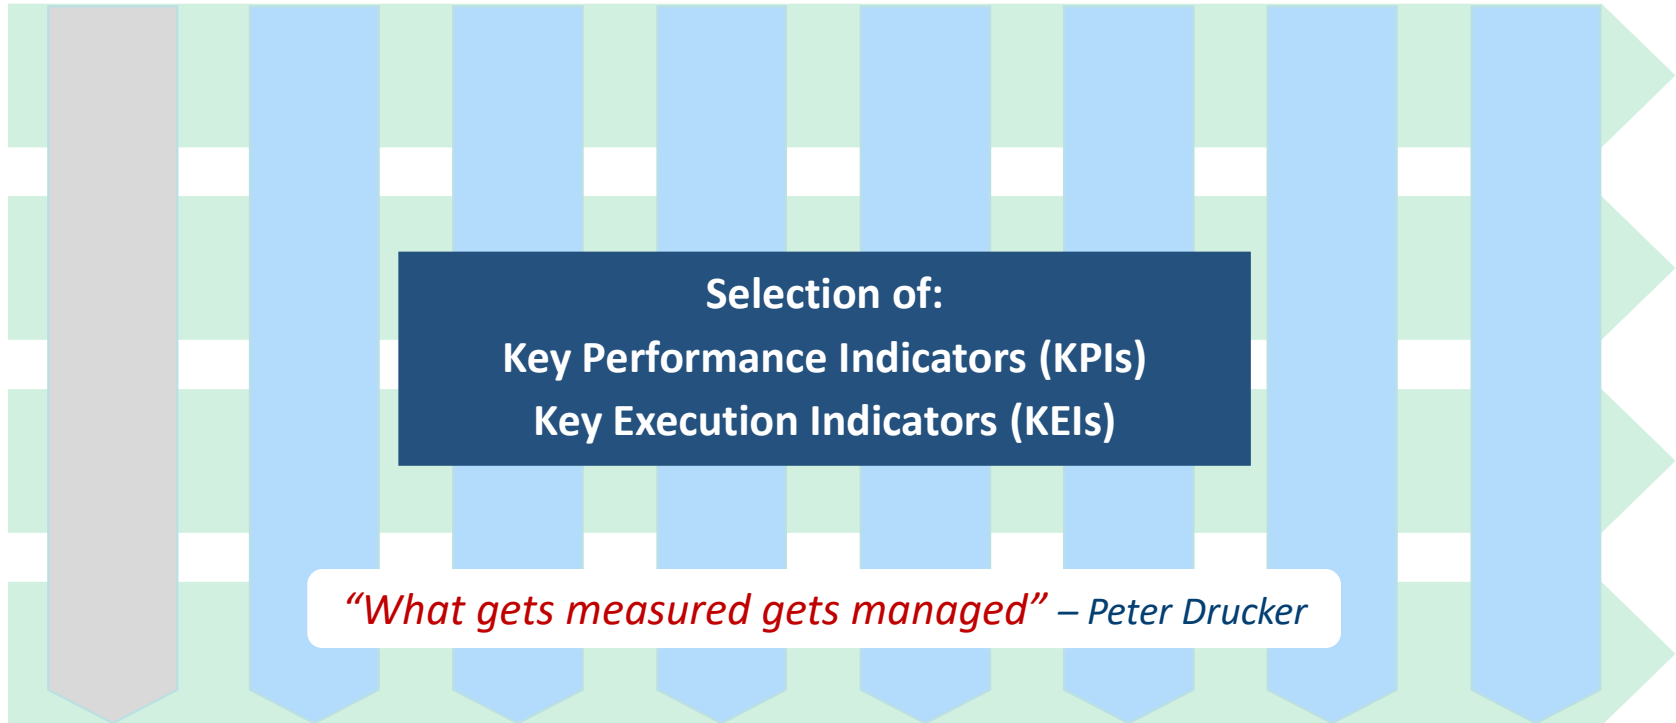 Selection of:
Key Performance Indicators (KPIs)
Key Execution Indicators (KEIs)
“What gets measured gets managed” – Peter Drucker